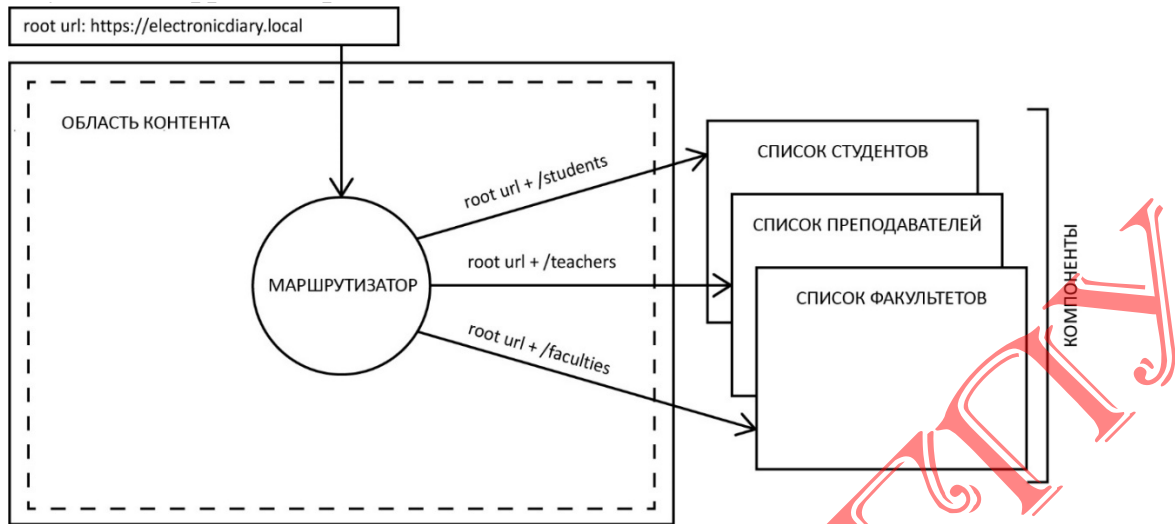 root url: https://electronicdiary.local
ОБЛАСТЬ КОНТЕНТА
МАРШРУТИЗАТОР
root url + /students
root url + /teachers
root url + /faculties
СПИСОК СТУДЕНТОВ
СПИСОК ПРЕПОДАВАТЕЛЕЙ
СПИСОК ФАКУЛЬТЕТОВ
КОМПОНЕНТЫ